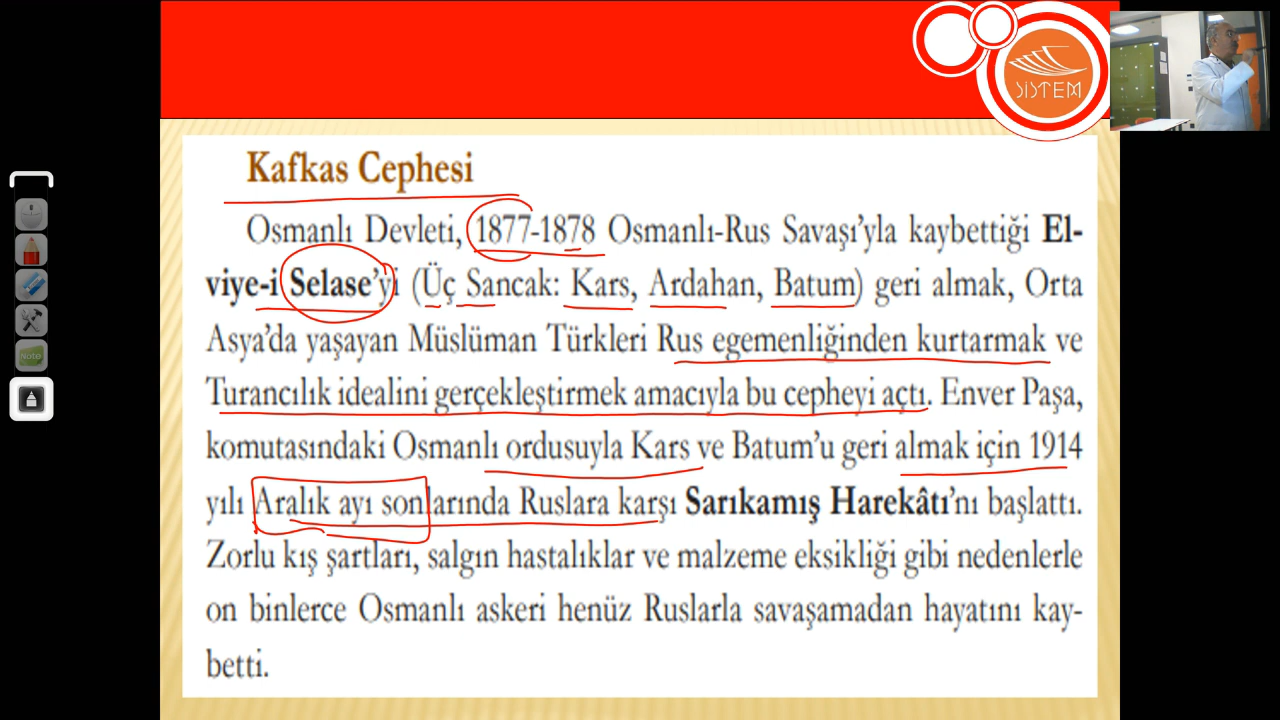 SİSTEM
Kafkas Cephesi
Osmanlı Devleti, 1877-1878 Osmanlı-Rus Savaşı’yla kaybettiği El-
viye-i Selase’yi (Üç Sancak: Kars, Ardahan, Batum) geri almak, Orta
Asya’da yaşayan Müslüman Türkleri Rus egemenliğinden kurtarmak ve
Turancılık idealini gerçekleştirmek amacıyla bu cepheyi açtı. Enver Paşa,
komutasındaki Osmanlı ordusuyla Kars ve Batum’u geri almak için 1914
yılı Aralık ayı sonlarında Ruslara karşı Sarıkamış Harekâtı’nı başlattı.
Zorlu kış şartları, salgın hastalıklar ve malzeme eksikliği gibi nedenlerle
on binlerce Osmanlı askeri henüz Ruslarla savaşamadan hayatını kay-
betti.
Note